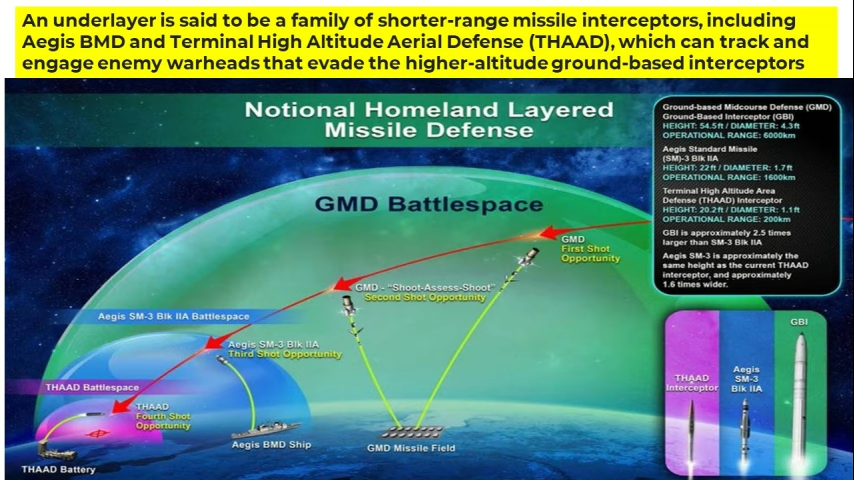 An underlayer is said to be a family of shorter-range missile interceptors, including
Aegis BMD and Terminal High Altitude Aerial Defense (THAAD), which can track and
engage enemy warheads that evade the higher-altitude ground-based interceptors
Notional Homeland Layered
Missile Defense
Ground-based Midcourse Defense (GMD)
Ground-Based Interceptor (GBI)
HEIGHT: 54.5ft / DIAMETER: 4.3ft
OPERATIONAL RANGE: 6000km
Aegis Standard Missile
(SM)-3 Blk IIA
HEIGHT: 22ft / DIAMETER: 1.7ft
OPERATIONAL RANGE: 1600km
Terminal High Altitude Area
Defense (THAAD) Interceptor
HEIGHT: 20.2ft / DIAMETER: 1.1ft
OPERATIONAL RANGE: 200km
GBI is approximately 2.5 times
larger than SM-3 Blk IIA
Aegis SM-3 is approximately the
same height as the current THAAD
interceptor, and approximately
1.6 times wider.
GMD Battlespace
GMD
First Shot
Opportunity
GMD - "Shoot-Assess-Shoot"
Second Shot Opportunity
Aegis SM-3 Blk IIA Battlespace
Aegis SM-3 Blk IIA
Third Shot Opportunity
THAAD Battlespace
THAAD
Fourth Shot
Opportunity
THAAD Battery
Aegis BMD Ship
GMD Missile Field
THAAD
Interceptor
Aegis
SM-3
Blk IIA
GBI